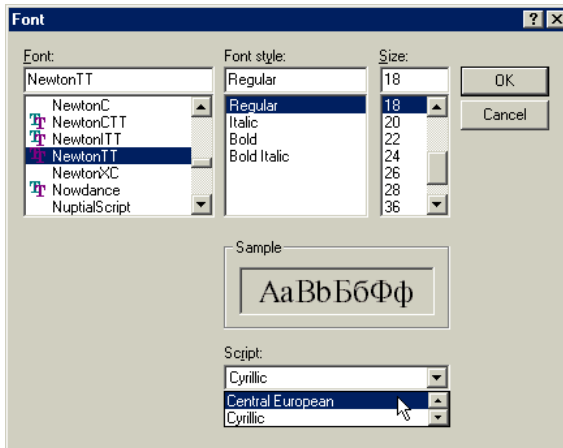 Font
Font: Font style: Size:
NewtonTT Regular 18 OK
NewtonC Regular 18 Cancel
NewtonCTT Italic 20
NewtonITT Bold 22
NewtonTT Bold Italic 24
NewtonXC 26
Nowdance 28
NuptialScript 36
Sample
AaBbБбФф
Script:
Cyrillic
Central European
Cyrillic